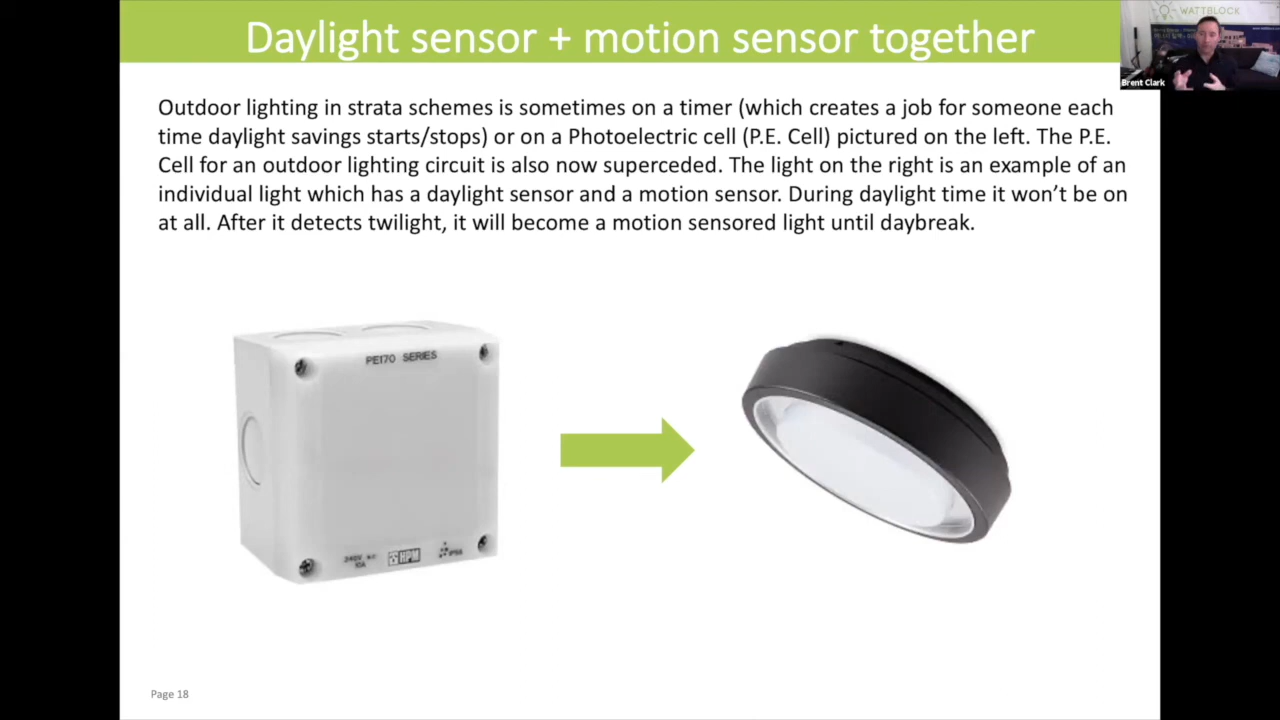 Daylight sensor + motion sensor together
WATTBLOCK
Brent Clark
Outdoor lighting in strata schemes is sometimes on a timer (which creates a job for someone each
time daylight savings starts/stops) or on a Photoelectric cell (P.E. Cell) pictured on the left. The P.E.
Cell for an outdoor lighting circuit is also now superceded. The light on the right is an example of an
individual light which has a daylight sensor and a motion sensor. During daylight time it won't be on
at all. After it detects twilight, it will become a motion sensored light until daybreak.
PE170 SERIES
240V a.c.
10A
HPM
IP56
Page 18